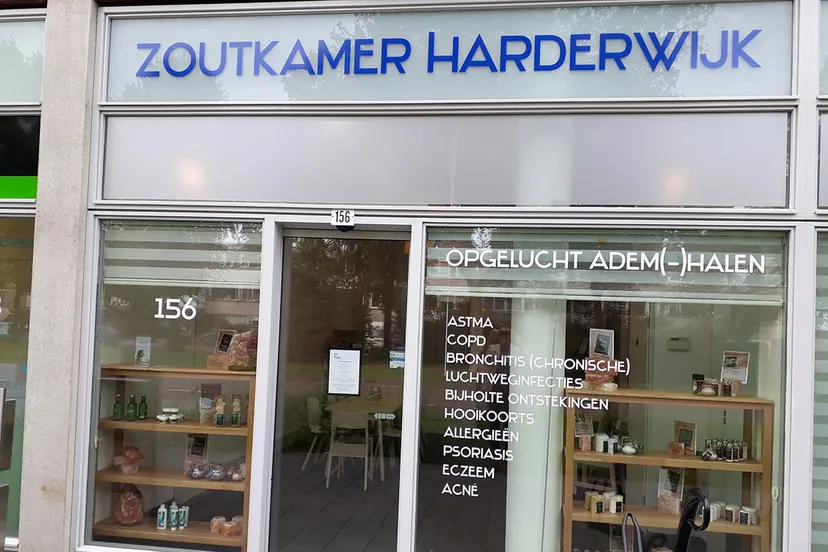 ZOUTKAMER HARDERWIJK
156
156
OPGELUCHT ADEM(-)HALEN
ASTMA
COPD
BRONCHITIS (CHRONISCHE)
LUCHTWEGINFECTIES
BIJHOLTE ONTSTEKINGEN
HOOIKOORTS
ALLERGIEËN
PSORIASIS
ECZEEM
ACNÉ